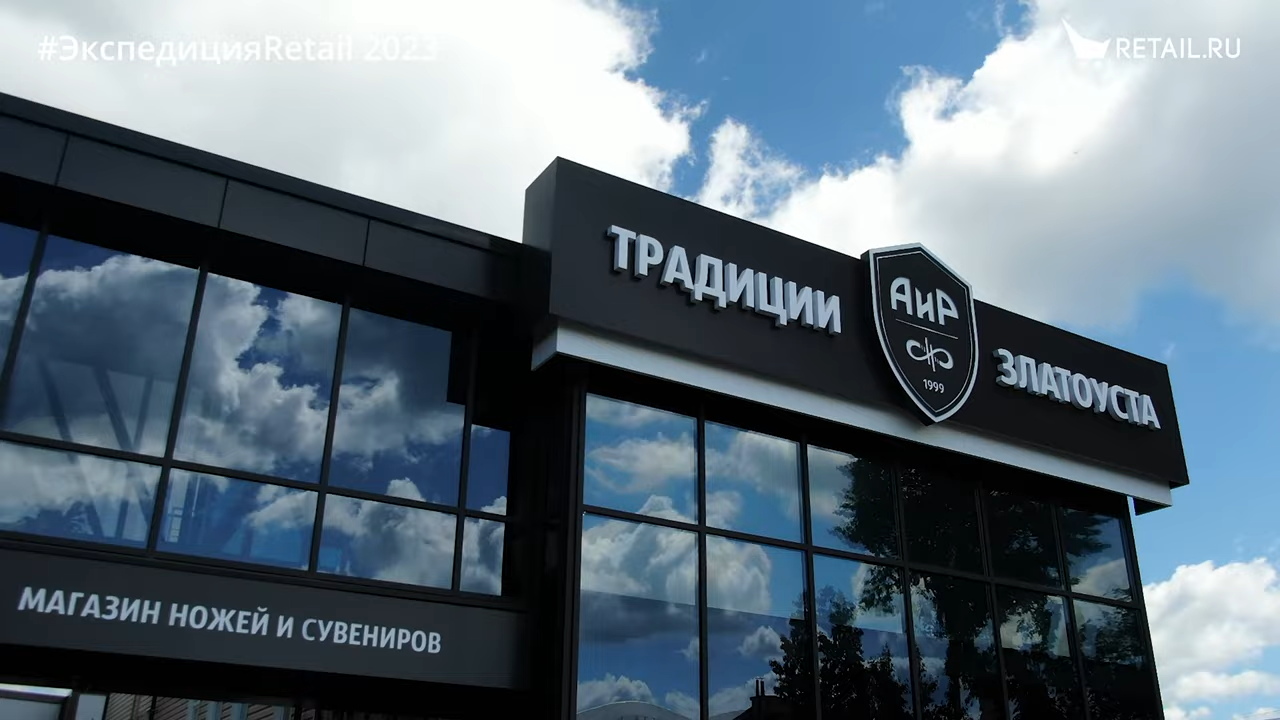 #ЭкспедицияRetail 2023
RETAIL.RU
ТРАДИЦИИ
АиР
1999
ЗЛАТОУСТА
МАГАЗИН НОЖЕЙ И СУВЕНИРОВ